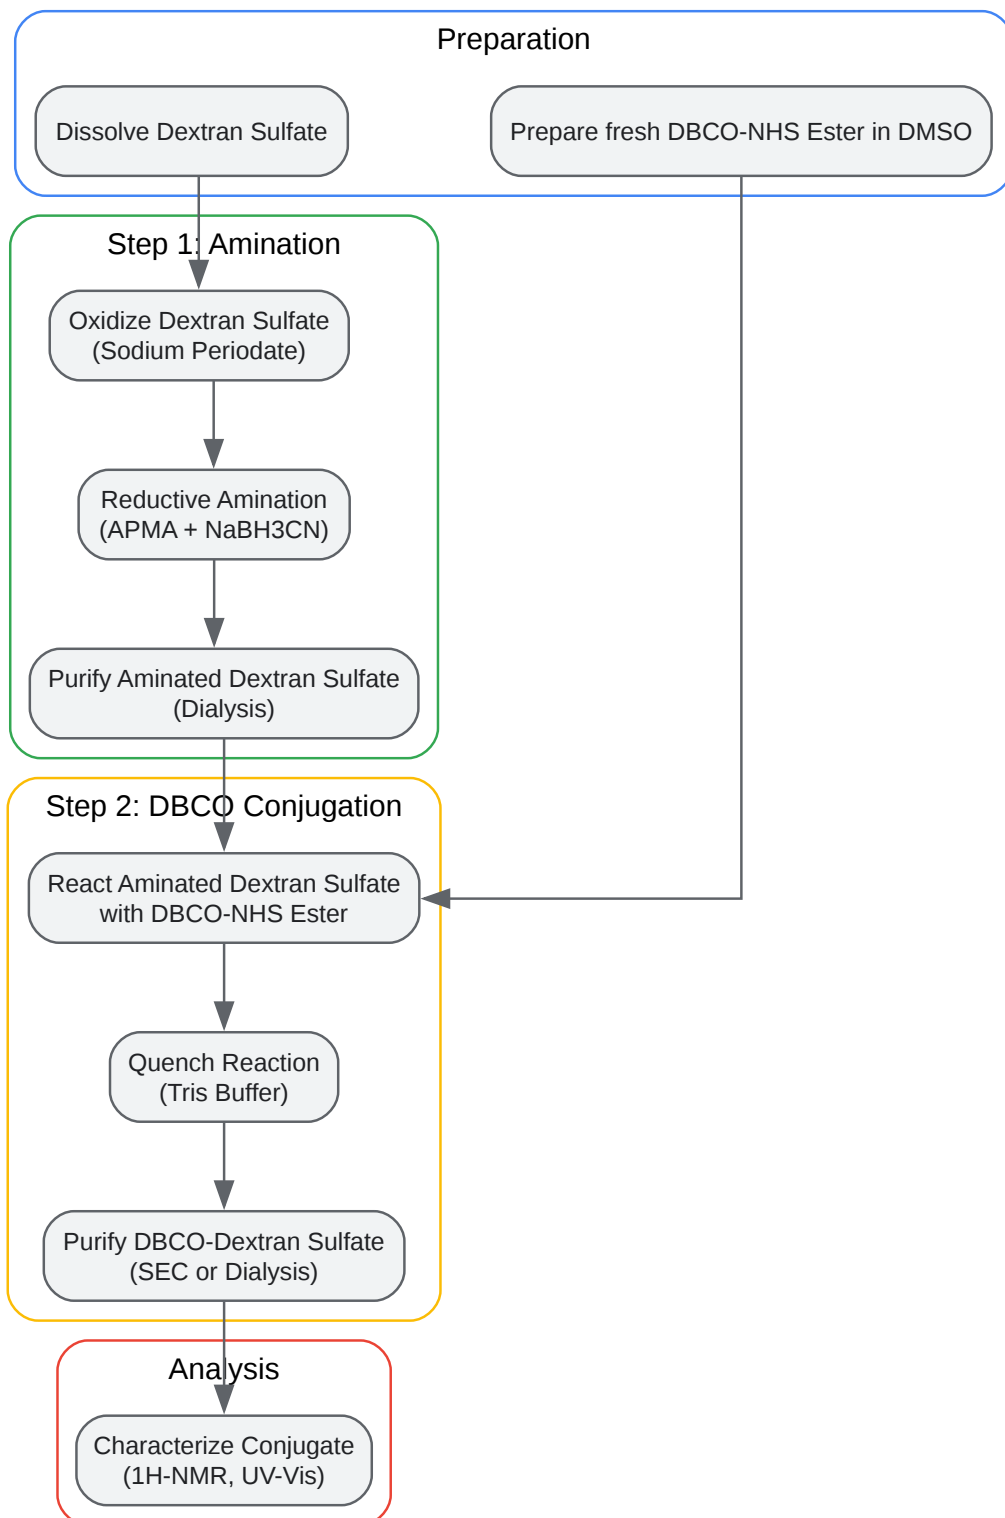 Preparation
Dissolve Dextran Sulfate
Prepare fresh DBCO-NHS Ester in DMSO
Step 1: Amination
Oxidize Dextran Sulfate
(Sodium Periodate)
Reductive Amination
(APMA + NaBH3CN)
Purify Aminated Dextran Sulfate
(Dialysis)
Step 2: DBCO Conjugation
React Aminated Dextran Sulfate
with DBCO-NHS Ester
Quench Reaction
(Tris Buffer)
Purify DBCO-Dextran Sulfate
(SEC or Dialysis)
Analysis
Characterize Conjugate
(1H-NMR, UV-Vis)